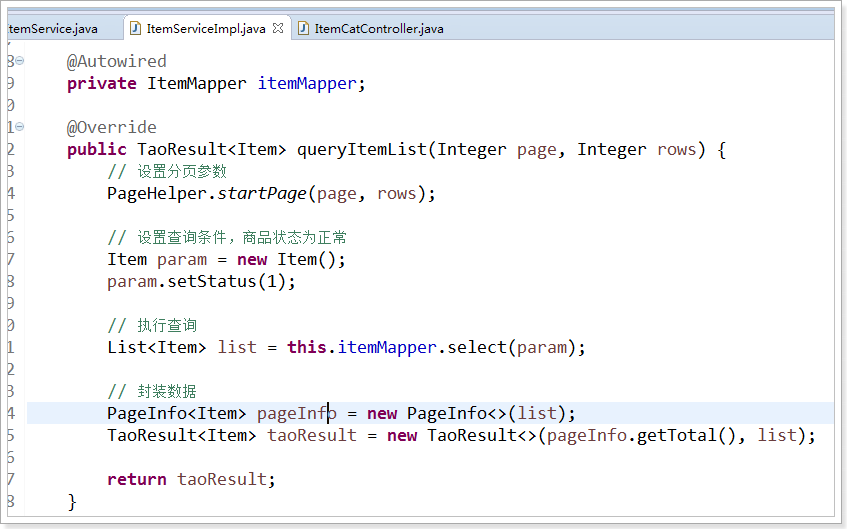 temService.java ItemServiceImpl.java ItemCatController.java
8 @Autowired
9 private ItemMapper itemMapper;
0
1 @Override
2 public TaoResult<Item> queryItemList(Integer page, Integer rows) {
3 // 设置分页参数
4 PageHelper.startPage(page, rows);
5
6 // 设置查询条件，商品状态为正常
7 Item param = new Item();
8 param.setStatus(1);
9
0 // 执行查询
1 List<Item> list = this.itemMapper.select(param);
2
3 // 封装数据
4 PageInfo<Item> pageInfo = new PageInfo<>(list);
5 TaoResult<Item> taoResult = new TaoResult<>(pageInfo.getTotal(), list);
6
7 return taoResult;
8 }